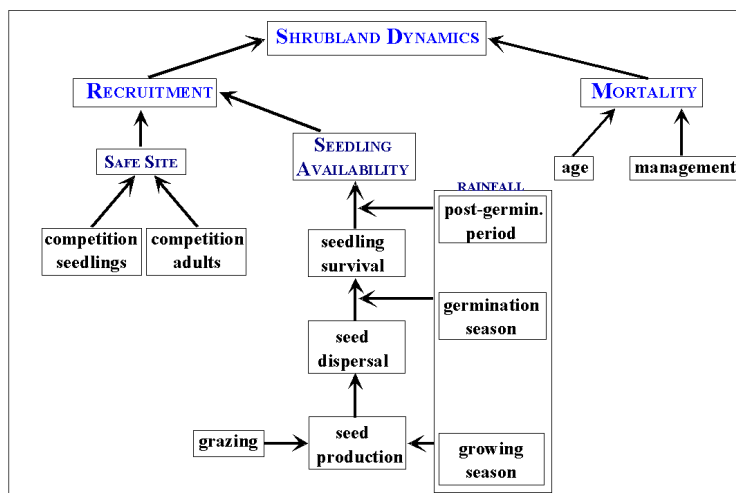 SHRUBLAND DYNAMICS
RECRUITMENT
MORTALITY
SEEDLING
AVAILABILITY
SAFE SITE
age
management
RAINFALL
post-germin.
period
competition
seedlings
competition
adults
seedling
survival
germination
season
seed
dispersal
grazing
seed
production
growing
season